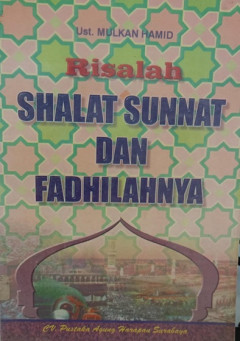 Ust. MULKAN HAMID
Risalah
SHALAT SUNNAT
DAN
FADHILAHNYA
CV. Pustaka Agung Harapan Surabaya